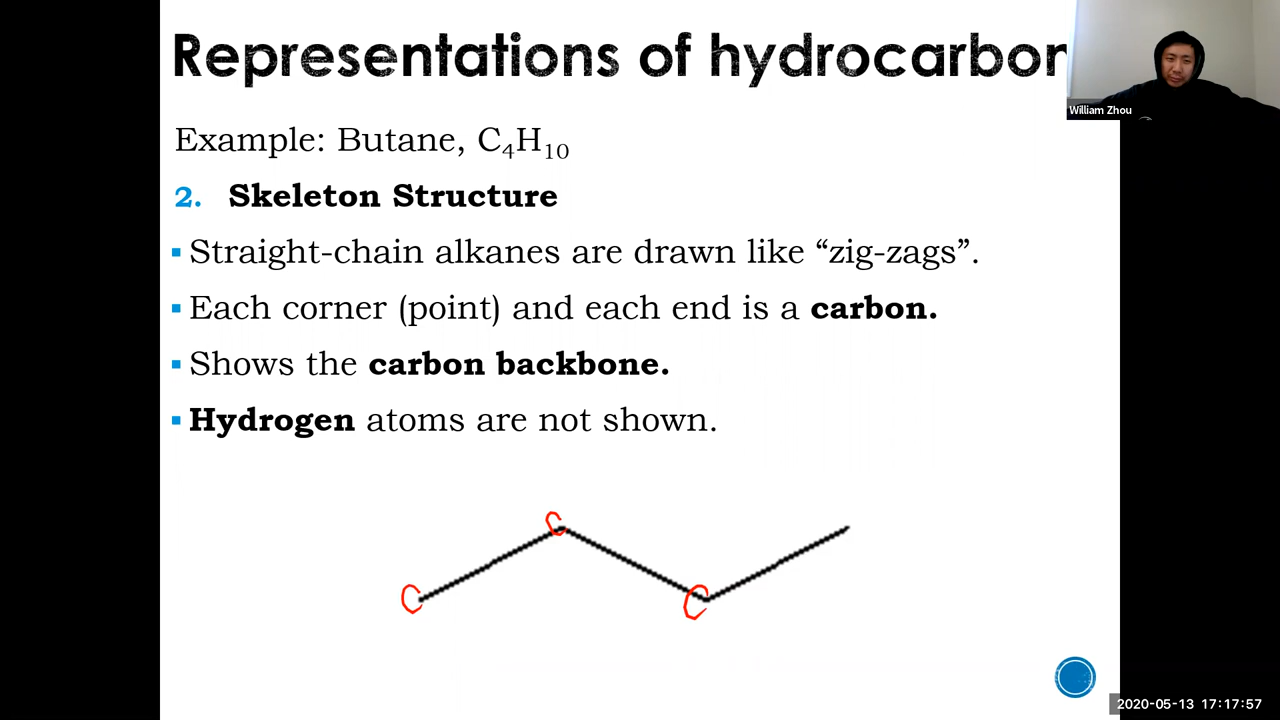 Representations of hydrocarbon
William Zhou
Example: Butane, C₄H₁₀
2. Skeleton Structure
▪ Straight-chain alkanes are drawn like “zig-zags”.
▪ Each corner (point) and each end is a carbon.
▪ Shows the carbon backbone.
▪ Hydrogen atoms are not shown.
C
C
C
2020-05-13 17:17:57